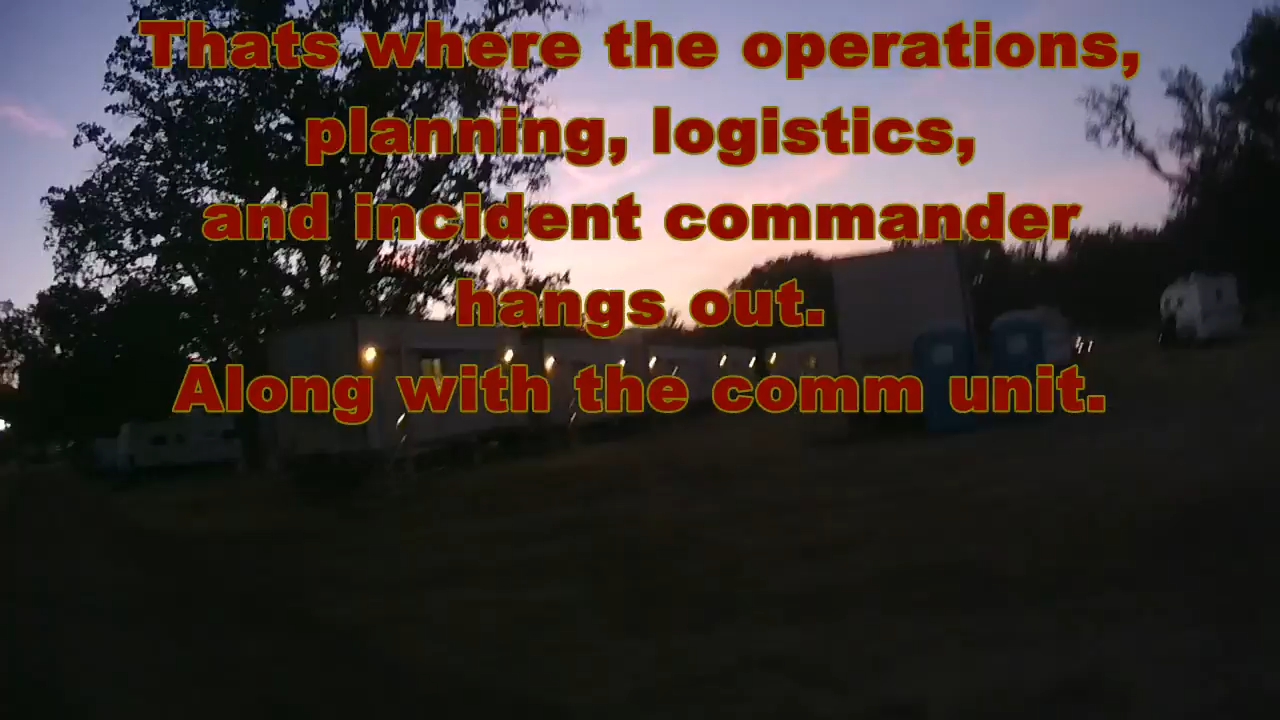 Thats where the operations,
planning, logistics,
and incident commander
hangs out.
Along with the comm unit.